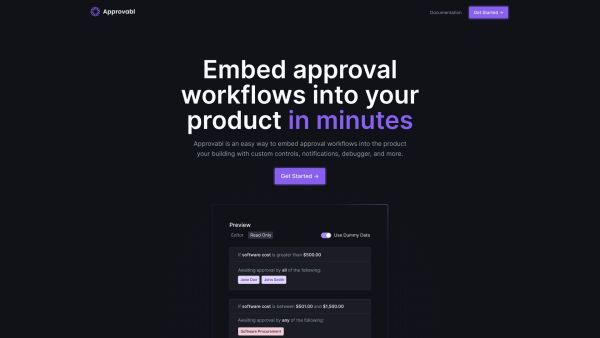 Approvabl
Documentation
Get Started →
Embed approval
workflows into your
product in minutes
Approvabl is an easy way to embed approval workflows into the product
your building with custom controls, notifications, debugger, and more.
Get Started →
Preview
Editor Read Only Use Dummy Data
If software cost is greater than $500.00
Awaiting approval by all of the following:
Jane Doe John Smith
If software cost is between $501.00 and $1,500.00
Awaiting approval by any of the following:
Software Procurement